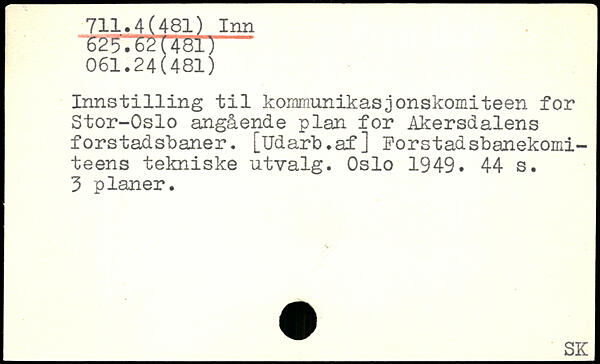 711.4(481) Inn
625.62(481)
061.24(481)
Innstilling til kommunikasjonskomiteen for
Stor-Oslo angående plan for Akersdalens
forstadsbaner. [Udarb.af] Forstadsbanekomi-
teens tekniske utvalg. Oslo 1949. 44 s.
3 planer.
SK